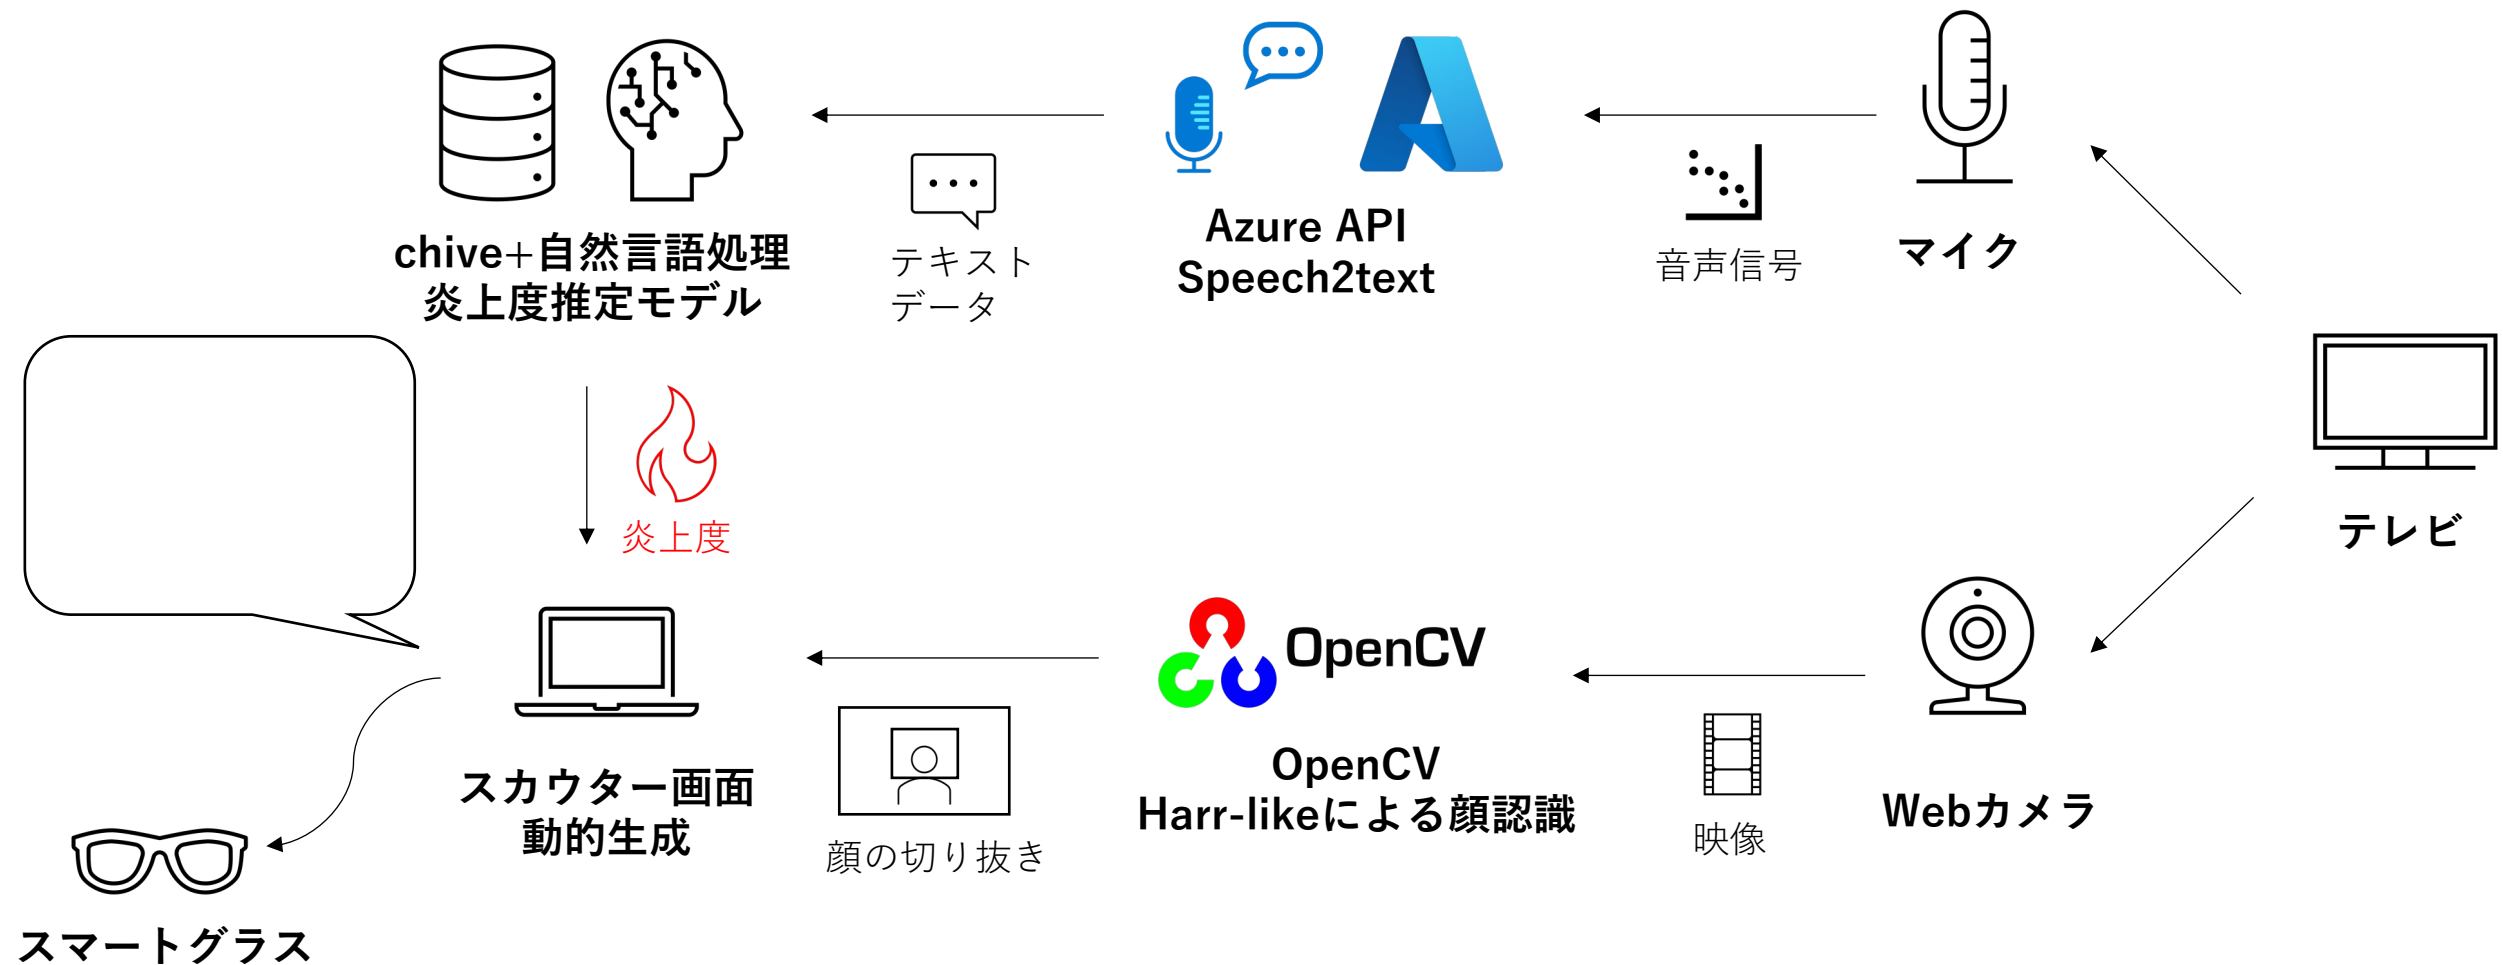 chive+自然言語処理
炎上度推定モデル
テキスト
データ
Azure API
Speech2text
音声信号
マイク
テレビ
炎上度
スカウター画面
動的生成
顔の切り抜き
OpenCV
OpenCV
Harr-likeによる顔認識
映像
Webカメラ
スマートグラス